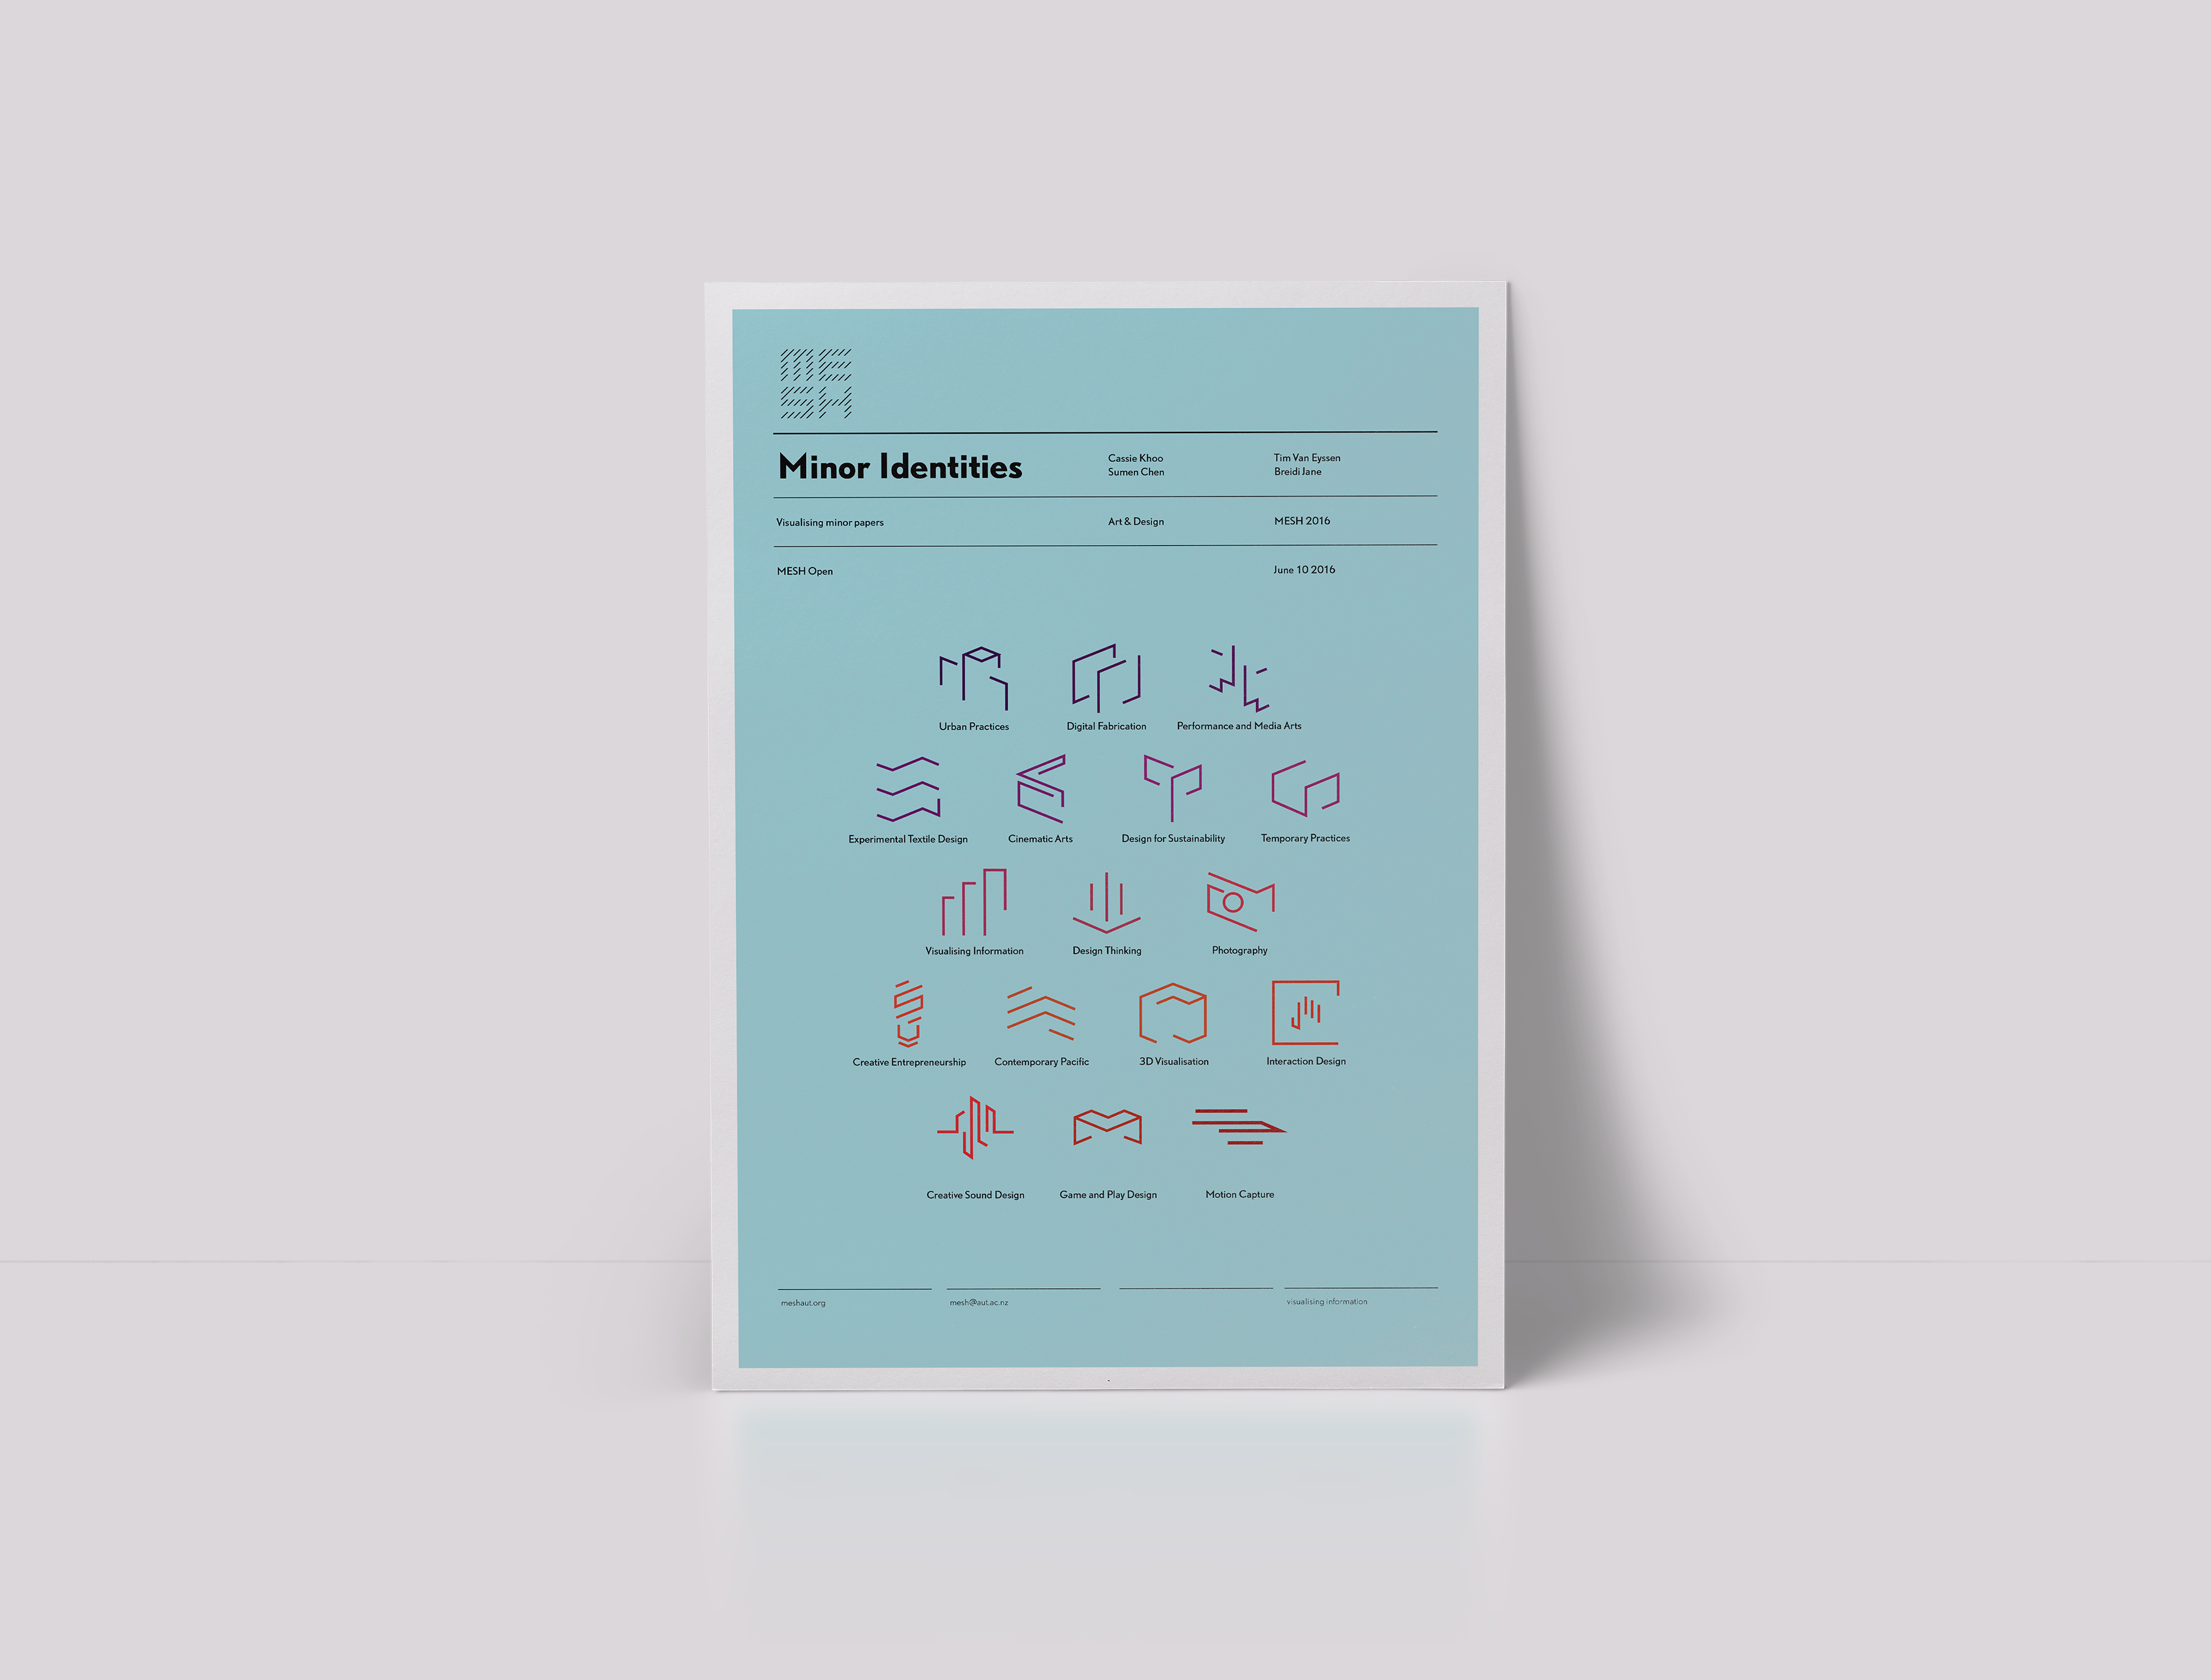 MESH
Minor Identities
Cassie Khoo
Sumen Chen
Tim Van Eyssen
Breidi Jane
Visualising minor papers
Art & Design
MESH 2016
MESH Open
June 10 2016
Urban Practices
Digital Fabrication
Performance and Media Arts
Experimental Textile Design
Cinematic Arts
Design for Sustainability
Temporary Practices
Visualising Information
Design Thinking
Photography
Creative Entrepreneurship
Contemporary Pacific
3D Visualisation
Interaction Design
Creative Sound Design
Game and Play Design
Motion Capture
meshaut.org
mesh@aut.ac.nz
visualising information